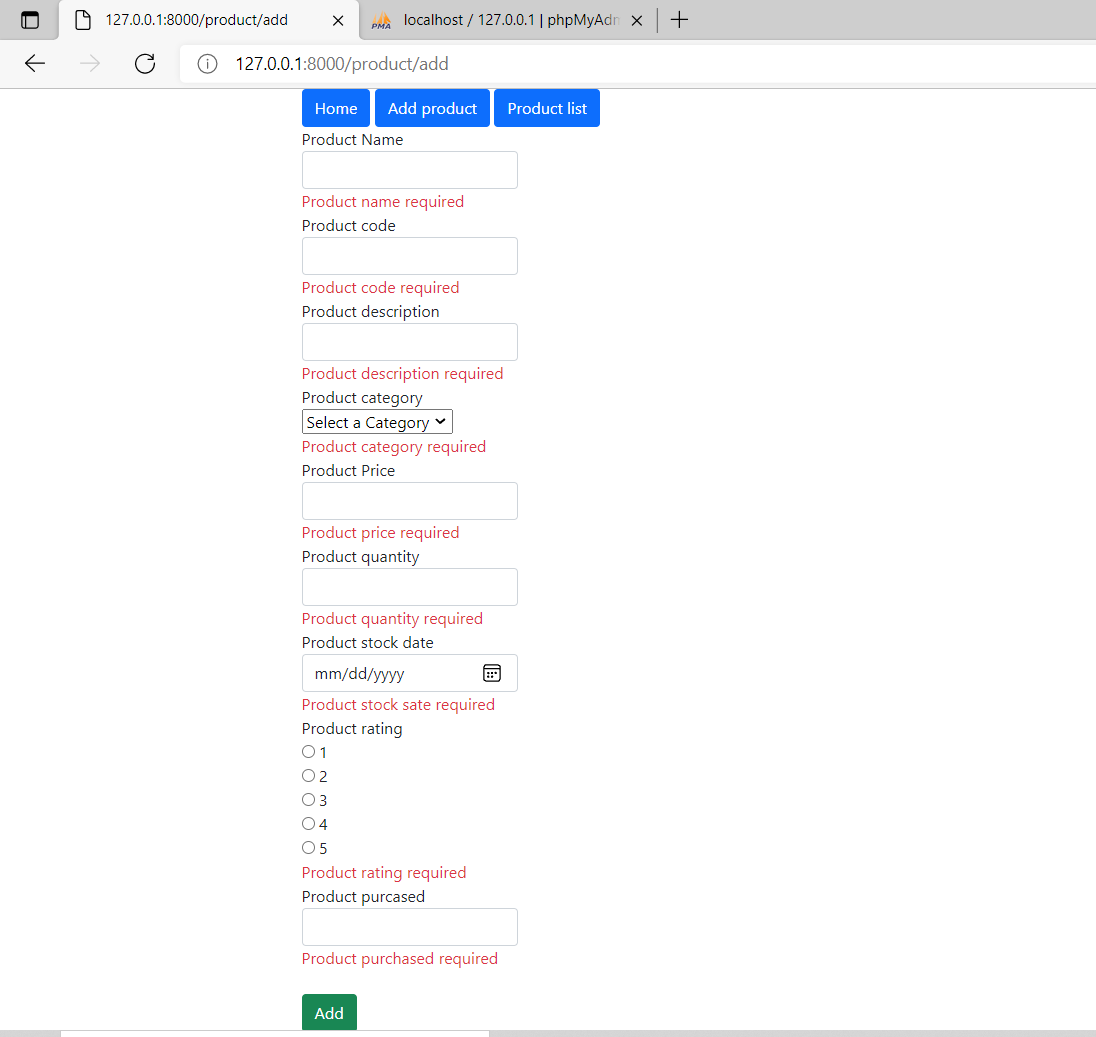 127.0.0.1:8000/product/add
PMA localhost / 127.0.0.1 | phpMyAdn
127.0.0.1:8000/product/add
Home Add product Product list
Product Name
Product name required
Product code
Product code required
Product description
Product description required
Product category
Select a Category
Product category required
Product Price
Product price required
Product quantity
Product quantity required
Product stock date
mm/dd/yyyy
Product stock sate required
Product rating
1
2
3
4
5
Product rating required
Product purcased
Product purchased required
Add